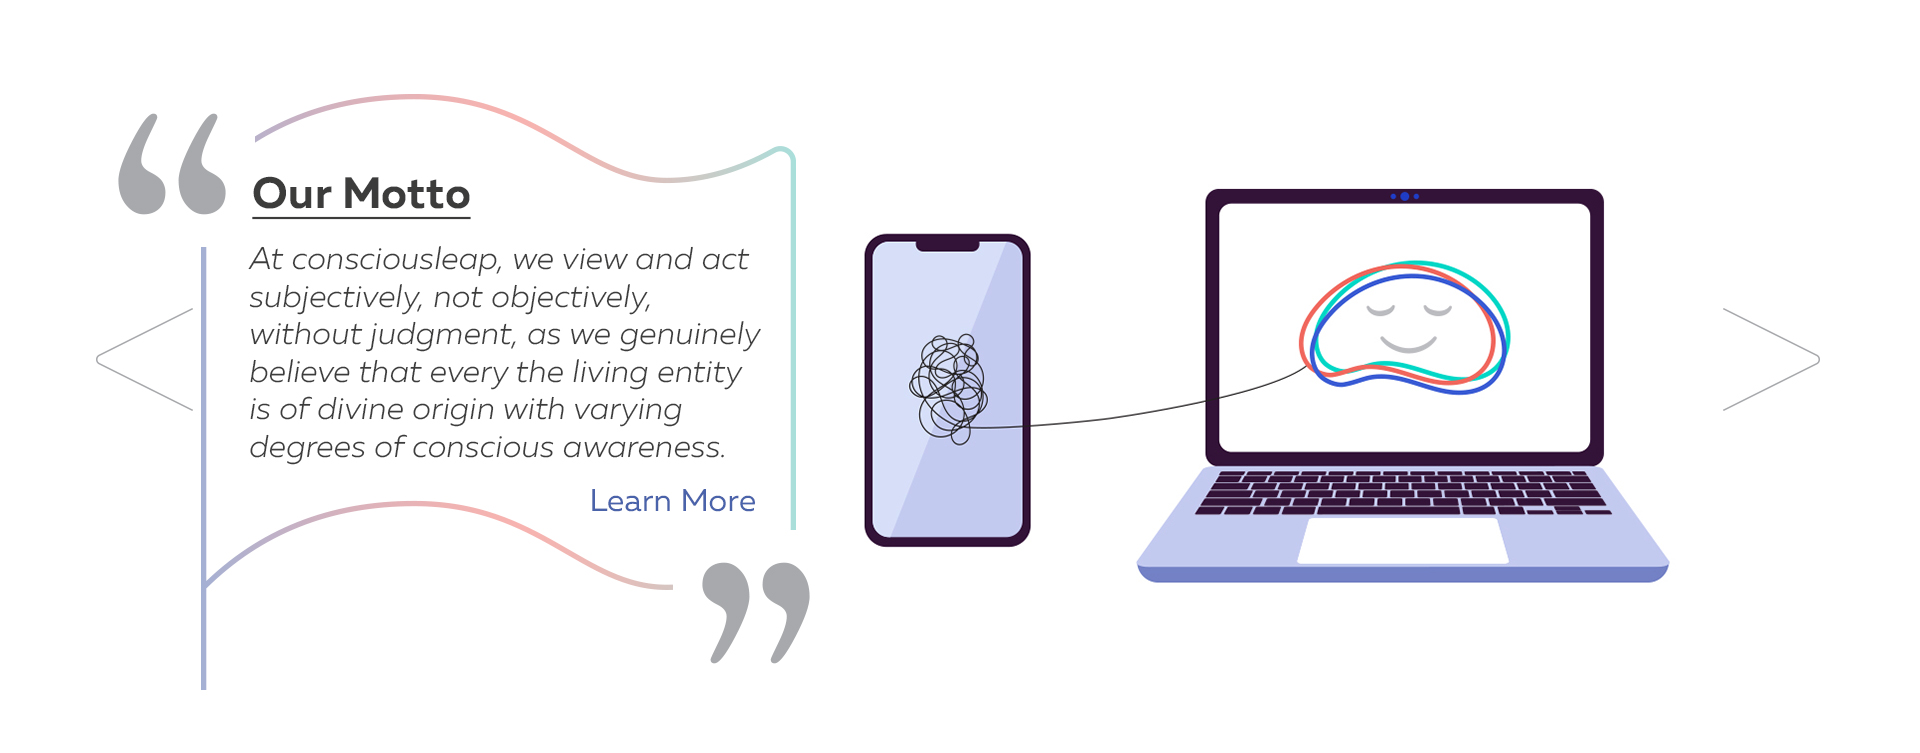 Our Motto
At consciousleap, we view and act
subjectively, not objectively,
without judgment, as we genuinely
believe that every the living entity
is of divine origin with varying
degrees of conscious awareness.
Learn More